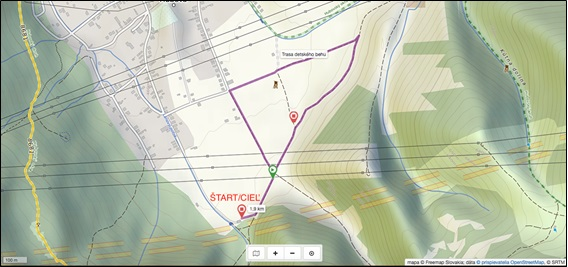 Trasa detského behu
ŠTART/CIEĽ
1,8 km
100 m
mapa © Freemap Slovakia; dáta © prispievatelia OpenStreetMap, © SRTM